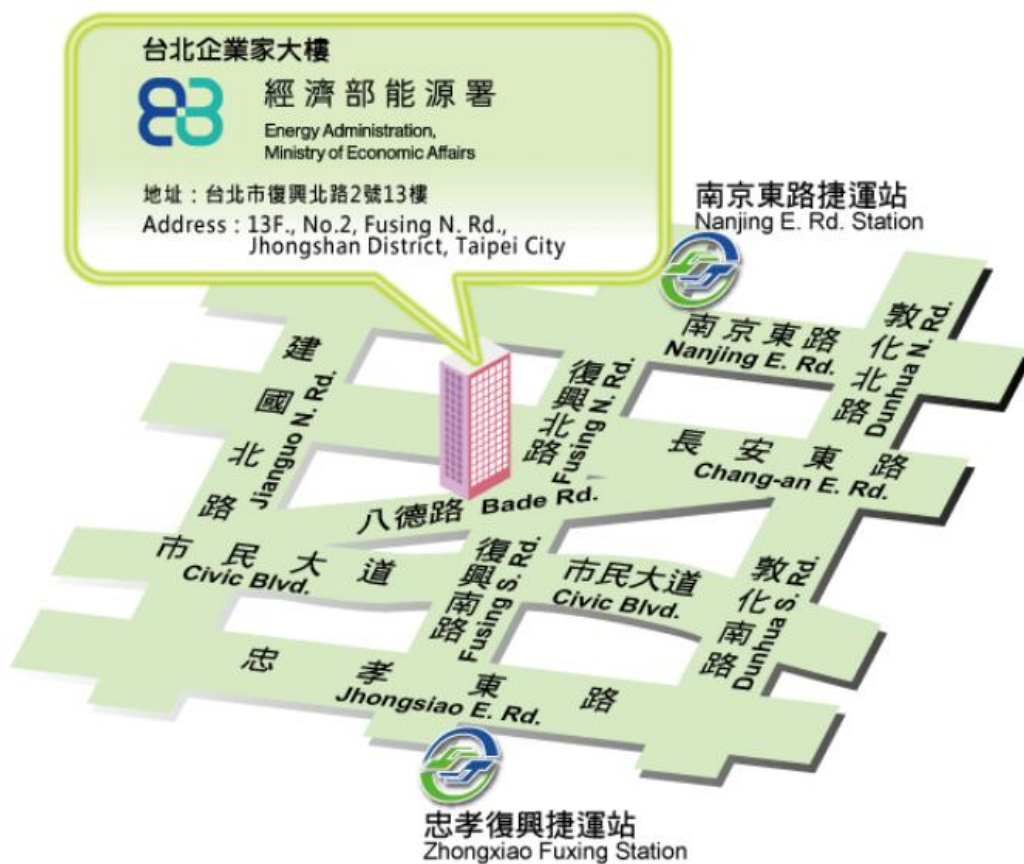 台北企業家大樓
經濟部能源署
Energy Administration,
Ministry of Economic Affairs
地址：台北市復興北路2號13樓
Address : 13F., No.2, Fusing N. Rd.,
Jhongshan District, Taipei City
南京東路捷運站
Nanjing E. Rd. Station
南京東路
Nanjing E. Rd.
敦化北路
Dunhua N. Rd.
建國北路
Jianguo N. Rd.
復興北路
Fusing N. Rd.
長安東路
Chang-an E. Rd.
八德路 Bade Rd.
市民大道
Civic Blvd.
復興南路
Fusing S. Rd.
市民大道
Civic Blvd.
敦化南路
Dunhua S. Rd.
忠孝東路
Jhongsiao E. Rd.
忠孝復興捷運站
Zhongxiao Fuxing Station